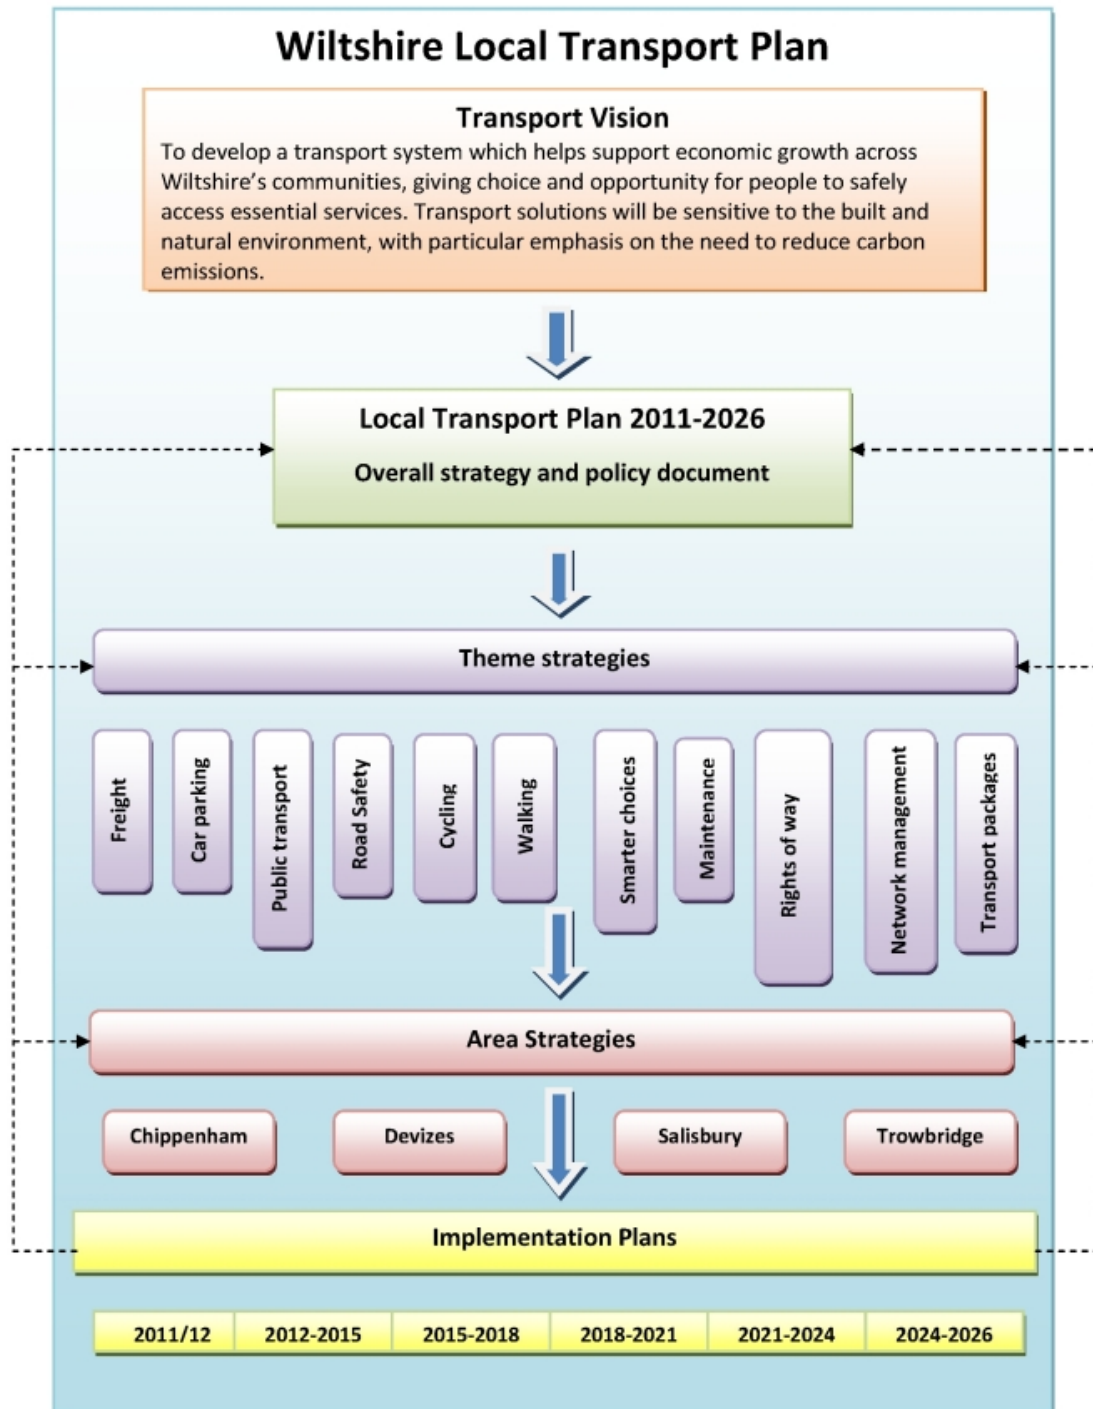 Wiltshire Local Transport Plan
Transport Vision
To develop a transport system which helps support economic growth across
Wiltshire’s communities, giving choice and opportunity for people to safely
access essential services. Transport solutions will be sensitive to the built and
natural environment, with particular emphasis on the need to reduce carbon
emissions.
Local Transport Plan 2011-2026
Overall strategy and policy document
Theme strategies
Freight
Car parking
Public transport
Road Safety
Cycling
Walking
Smarter choices
Maintenance
Rights of way
Network management
Transport packages
Area Strategies
Chippenham
Devizes
Salisbury
Trowbridge
Implementation Plans
2011/12
2012-2015
2015-2018
2018-2021
2021-2024
2024-2026